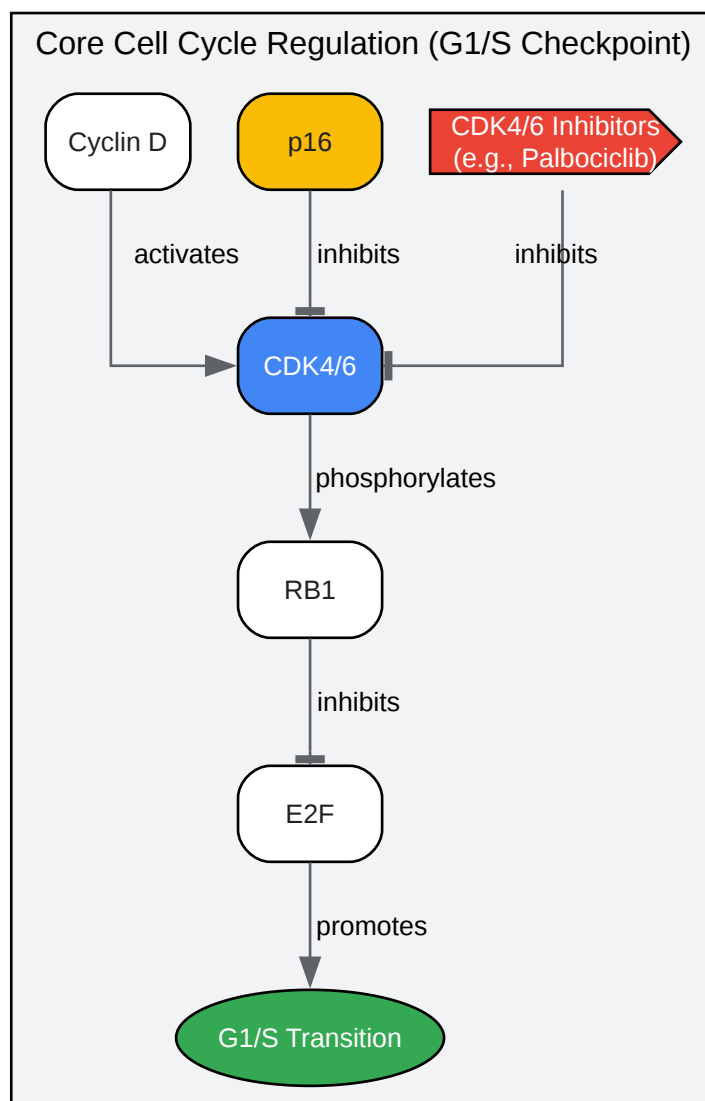 Core Cell Cycle Regulation (G1/S Checkpoint)
Cyclin D
p16
CDK4/6 Inhibitors
(e.g., Palbociclib)
activates
inhibits
inhibits
CDK4/6
phosphorylates
RB1
inhibits
E2F
promotes
G1/S Transition